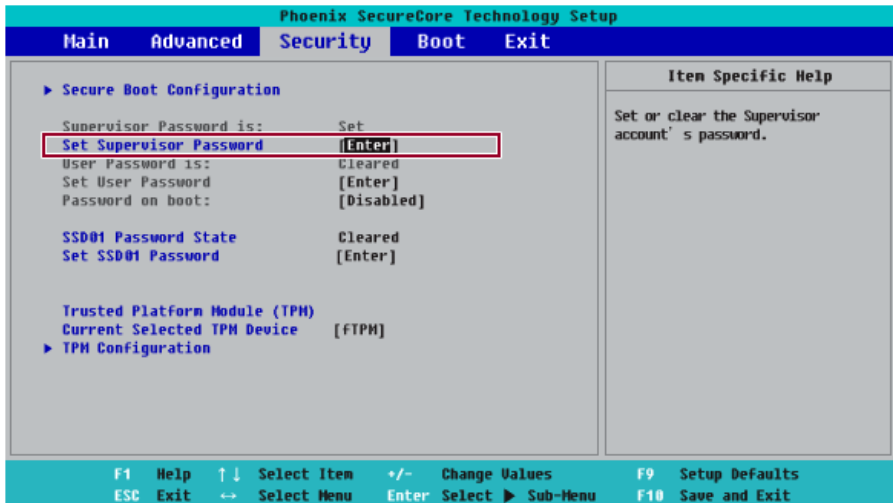 Phoenix SecureCore Technology Setup
Main Advanced Security Boot Exit
▶ Secure Boot Configuration
Supervisor Password is: Set
Set Supervisor Password [Enter]
User Password is: Cleared
Set User Password [Enter]
Password on boot: [Disabled]
SSD01 Password State Cleared
Set SSD01 Password [Enter]
Trusted Platform Module (TPM)
Current Selected TPM Device [fTPM]
▶ TPM Configuration
Item Specific Help
Set or clear the Supervisor
account's password.
F1 Help ↑↓ Select Item +/- Change Values F9 Setup Defaults
ESC Exit ↔ Select Menu Enter Select ▶ Sub-Menu F10 Save and Exit